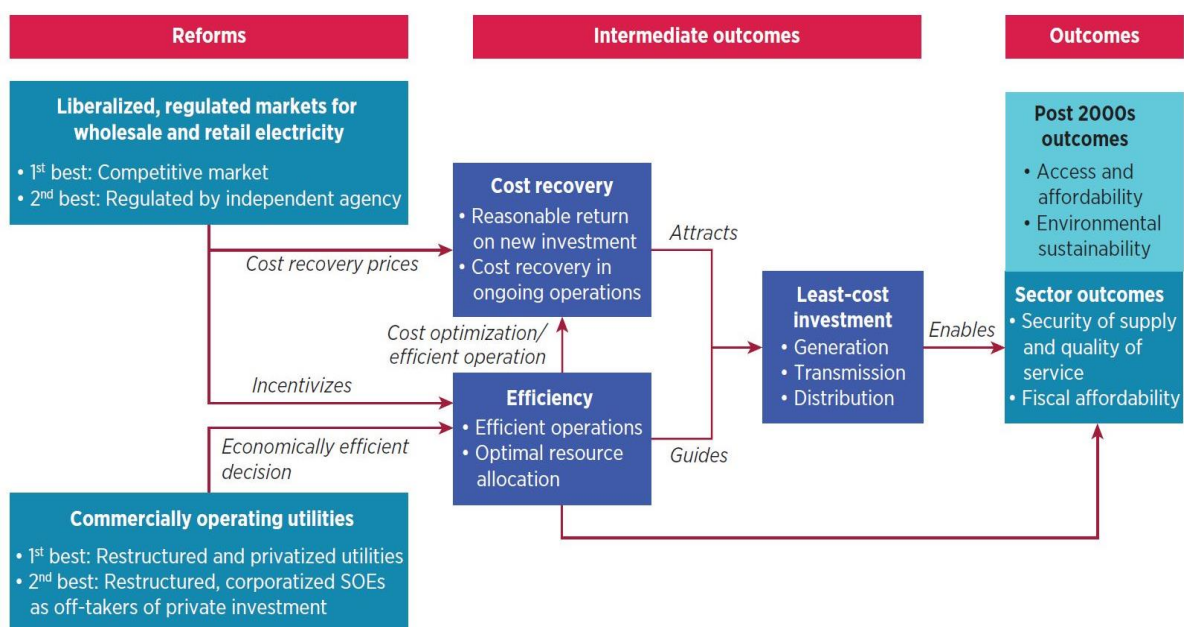 Reforms
Intermediate outcomes
Outcomes
Liberalized, regulated markets for
wholesale and retail electricity
• 1st best: Competitive market
• 2nd best: Regulated by independent agency
Cost recovery prices
Incentivizes
Economically efficient
decision
Commercially operating utilities
• 1st best: Restructured and privatized utilities
• 2nd best: Restructured, corporatized SOEs
as off-takers of private investment
Cost recovery
• Reasonable return
on new investment
• Cost recovery in
ongoing operations
Cost optimization/
efficient operation
Efficiency
• Efficient operations
• Optimal resource
allocation
Attracts
Guides
Least-cost
investment
• Generation
• Transmission
• Distribution
Enables
Post 2000s
outcomes
• Access and
affordability
• Environmental
sustainability
Sector outcomes
• Security of supply
and quality of
service
• Fiscal affordability